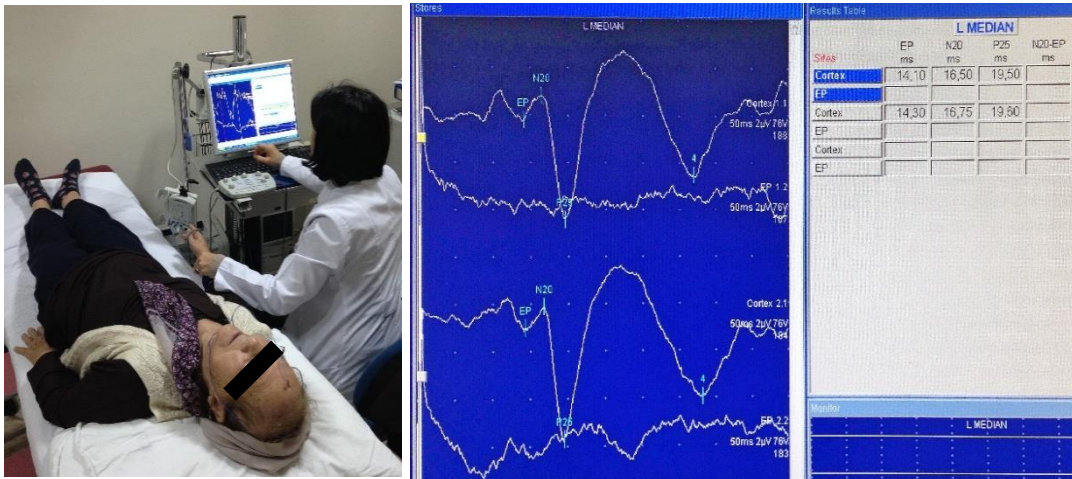 Stores
L MEDIAN
N20
EP
Cortex 1.1
50ms 2µV 76V
188
4
EP 1.2
P25
50ms 2µV 76V
187
N20
EP
Cortex 2.1
50ms 2µV 76V
184
4
P25
EP 2.2
50ms 2µV 76V
183
Results Table
L MEDIAN
EP N20 P25 N20-EP
Sites ms ms ms ms
Cortex 14,10 16,50 19,50
EP
Cortex 14,30 16,75 19,60
EP
Cortex
EP
Monitor
L MEDIAN